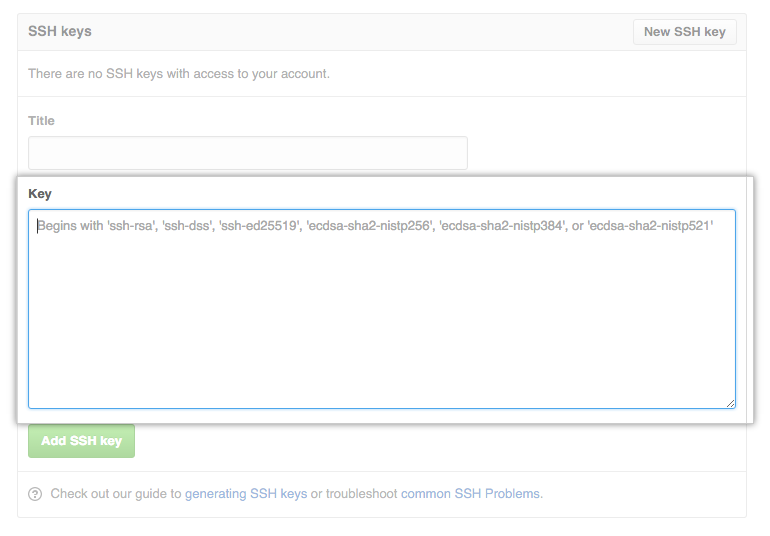 SSH keys
New SSH key
There are no SSH keys with access to your account.
Title
Key
Begins with 'ssh-rsa', 'ssh-dss', 'ssh-ed25519', 'ecdsa-sha2-nistp256', 'ecdsa-sha2-nistp384', or 'ecdsa-sha2-nistp521'
Add SSH key
? Check out our guide to generating SSH keys or troubleshoot common SSH Problems.